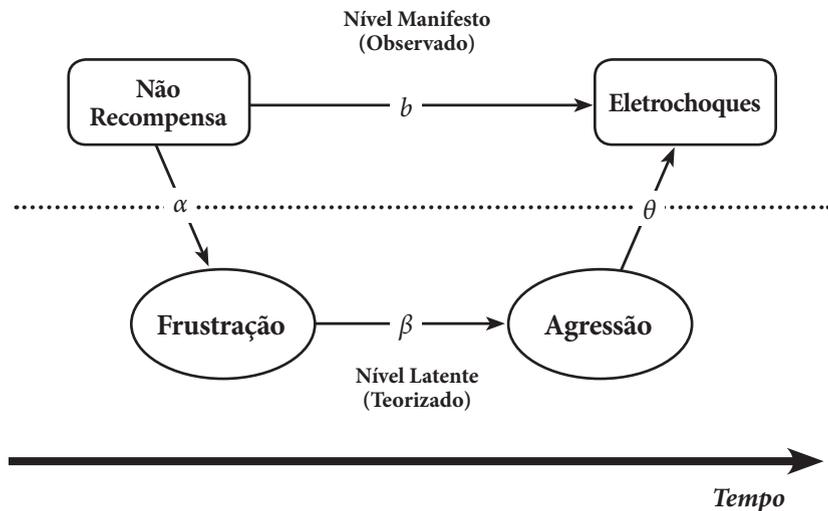 Nível Manifesto
(Observado)
Não
Recompensa
b
Eletrochoques
α
θ
Frustração
β
Agressão
Nível Latente
(Teorizado)
Tempo